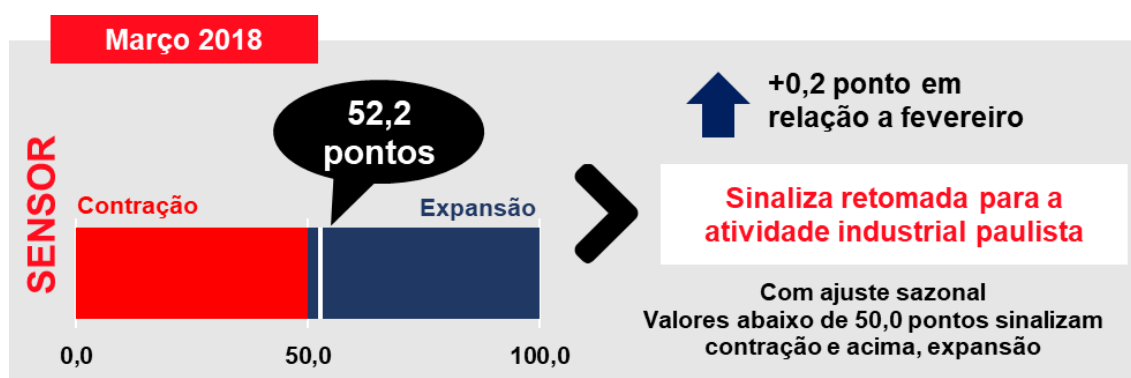 Março 2018
SENSOR
52,2
pontos
Contração
Expansão
0,0
50,0
100,0
+0,2 ponto em
relação a fevereiro
Sinaliza retomada para a
atividade industrial paulista
Com ajuste sazonal
Valores abaixo de 50,0 pontos sinalizam
contração e acima, expansão